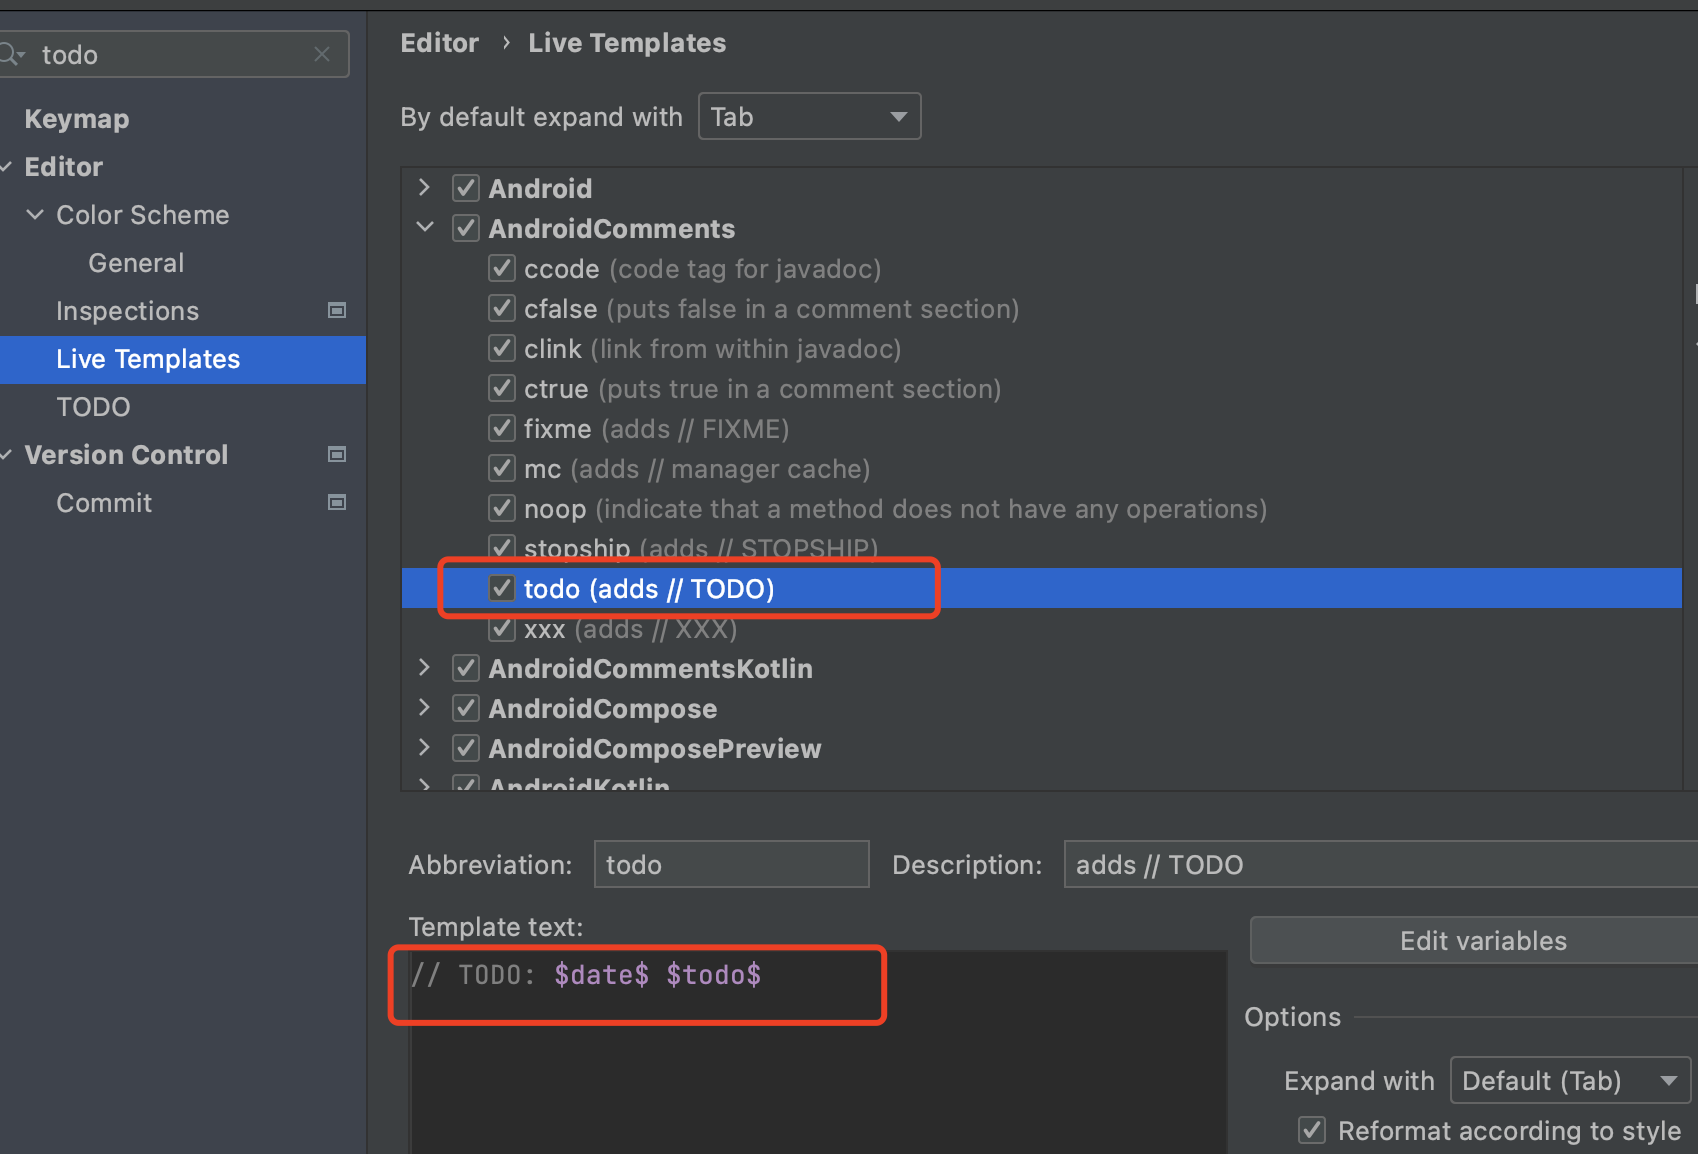 todo
Keymap
Editor
Color Scheme
General
Inspections
Live Templates
TODO
Version Control
Commit
Editor › Live Templates
By default expand with Tab
Android
AndroidComments
ccode (code tag for javadoc)
cfalse (puts false in a comment section)
clink (link from within javadoc)
ctrue (puts true in a comment section)
fixme (adds // FIXME)
mc (adds // manager cache)
noop (indicate that a method does not have any operations)
stopship (adds // STOPSHIP)
todo (adds // TODO)
xxx (adds // XXX)
AndroidCommentsKotlin
AndroidCompose
AndroidComposePreview
AndroidKotlin
Abbreviation: todo Description: adds // TODO
Template text:
// TODO: $date$ $todo$
Edit variables
Options
Expand with Default (Tab)
Reformat according to style